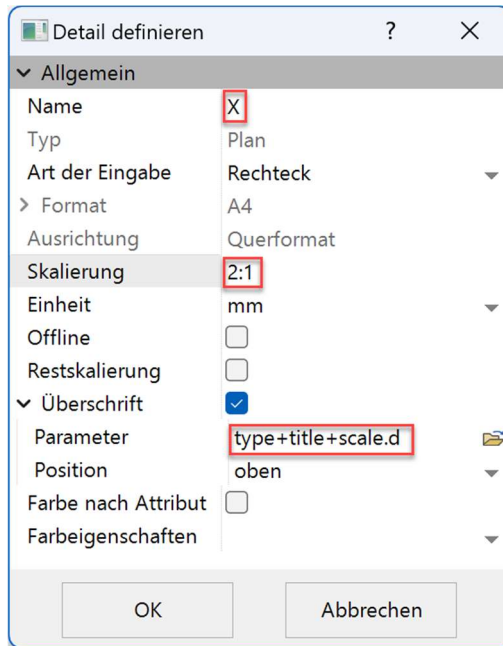 Detail definieren ?
Allgemein
Name X
Typ Plan
Art der Eingabe Rechteck
Format A4
Ausrichtung Querformat
Skalierung 2:1
Einheit mm
Offline
Restskalierung
Überschrift
Parameter type+title+scale.d
Position oben
Farbe nach Attribut
Farbeigenschaften
OK Abbrechen